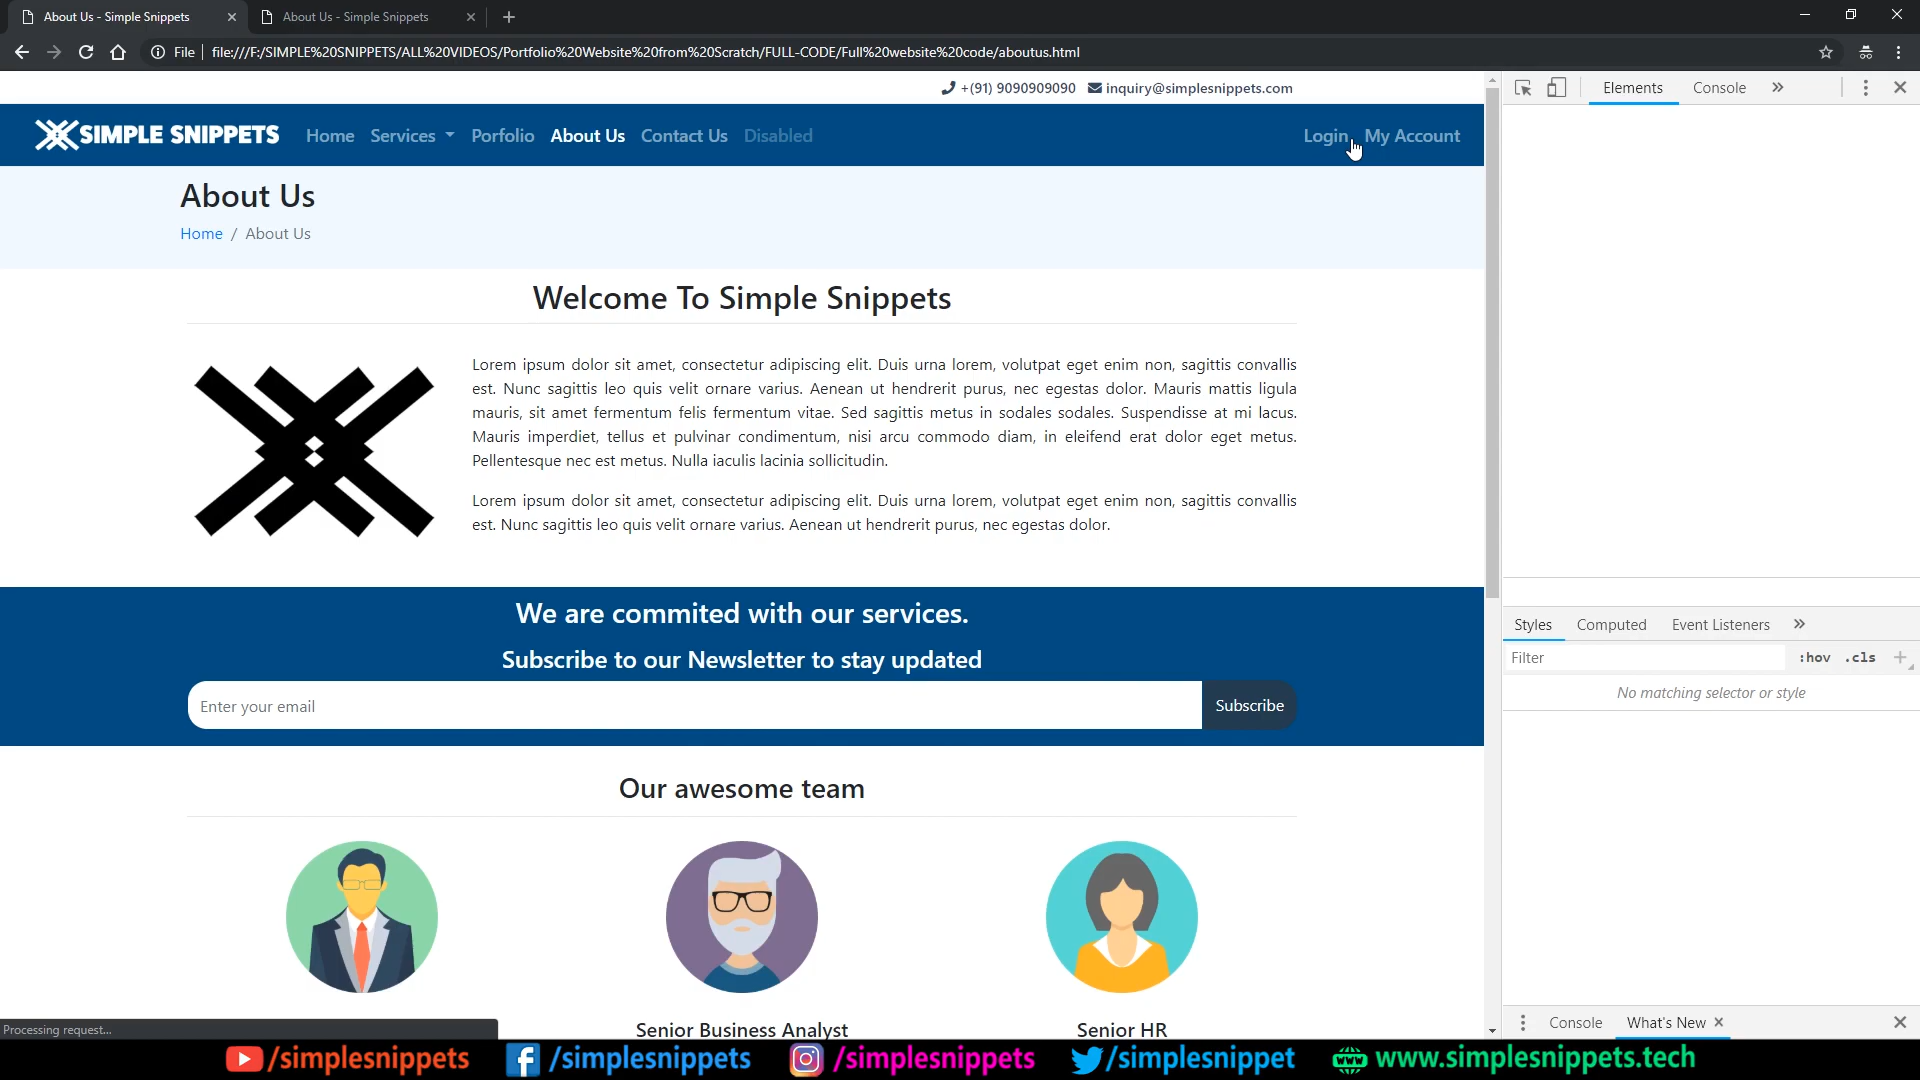 About Us - Simple Snippets
About Us - Simple Snippets
File
file:///F:/SIMPLE%20SNIPPETS/ALL%20VIDEOS/Portfolio%20Website%20from%20Scratch/FULL-CODE/Full%20website%20code/aboutus.html
+(91) 9090909090 inquiry@simplesnippets.com
SIMPLE SNIPPETS Home Services Porfolio About Us Contact Us Disabled Login My Account
About Us
Home / About Us
Welcome To Simple Snippets
Lorem ipsum dolor sit amet, consectetur adipiscing elit. Duis urna lorem, volutpat eget enim non, sagittis convallis
est. Nunc sagittis leo quis velit ornare varius. Aenean ut hendrerit purus, nec egestas dolor. Mauris mattis ligula
mauris, sit amet fermentum felis fermentum vitae. Sed sagittis metus in sodales sodales. Suspendisse at mi lacus.
Mauris imperdiet, tellus et pulvinar condimentum, nisi arcu commodo diam, in eleifend erat dolor eget metus.
Pellentesque nec est metus. Nulla iaculis lacinia sollicitudin.
Lorem ipsum dolor sit amet, consectetur adipiscing elit. Duis urna lorem, volutpat eget enim non, sagittis convallis
est. Nunc sagittis leo quis velit ornare varius. Aenean ut hendrerit purus, nec egestas dolor.
We are commited with our services.
Subscribe to our Newsletter to stay updated
Enter your email Subscribe
Our awesome team
Senior Business Analyst
Senior HR
Processing request...
Elements Console »
Styles Computed Event Listeners »
Filter :hov .cls +
No matching selector or style
Console What's New
/simplesnippets /simplesnippets /simplesnippets /simplesnippet www.simplesnippets.tech